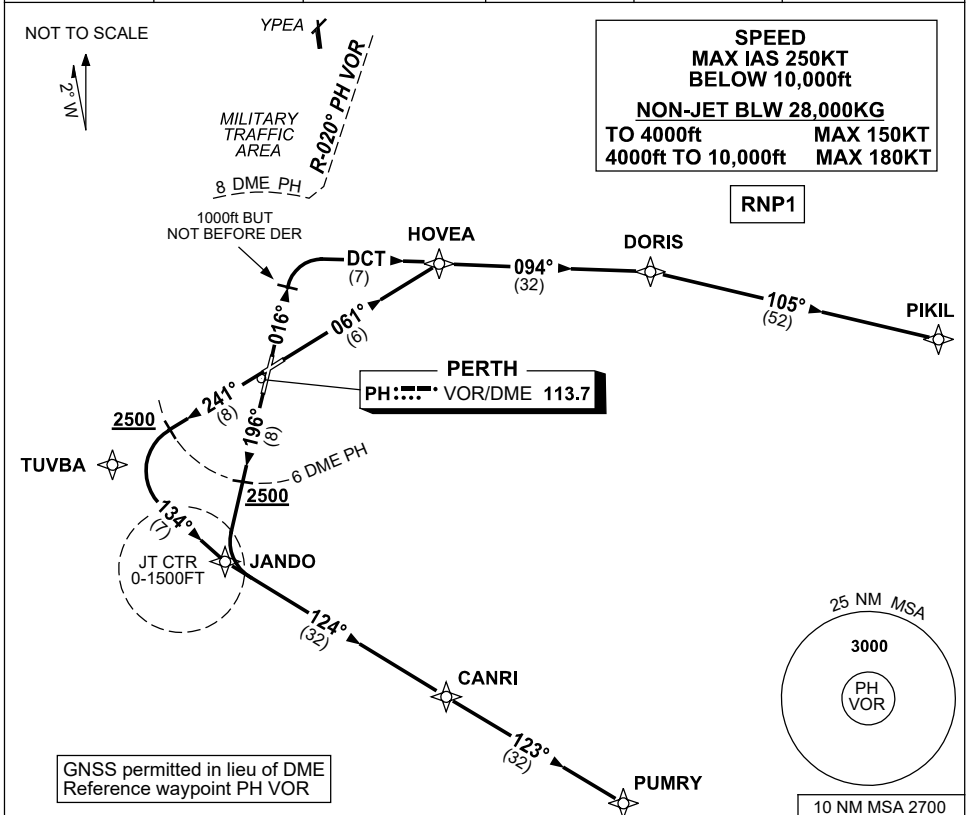 NOT TO SCALE
2° W
YPEA
R-020° PH VOR
MILITARY
TRAFFIC
AREA
8 DME PH
SPEED
MAX IAS 250KT
BELOW 10,000ft
NON-JET BLW 28,000KG
TO 4000ft MAX 150KT
4000ft TO 10,000ft MAX 180KT
RNP1
1000ft BUT
NOT BEFORE DER
HOVEA
DORIS
PIKIL
DCT
(7)
094°
(32)
105°
(52)
016°
061°
(6)
PERTH
PH VOR/DME 113.7
241°
(8)
196°
(8)
2500
6 DME PH
2500
TUVBA
134°
(7)
JT CTR
0-1500FT
JANDO
124°
(32)
CANRI
123°
(32)
PUMRY
25 NM MSA
3000
PH
VOR
10 NM MSA 2700
GNSS permitted in lieu of DME
Reference waypoint PH VOR